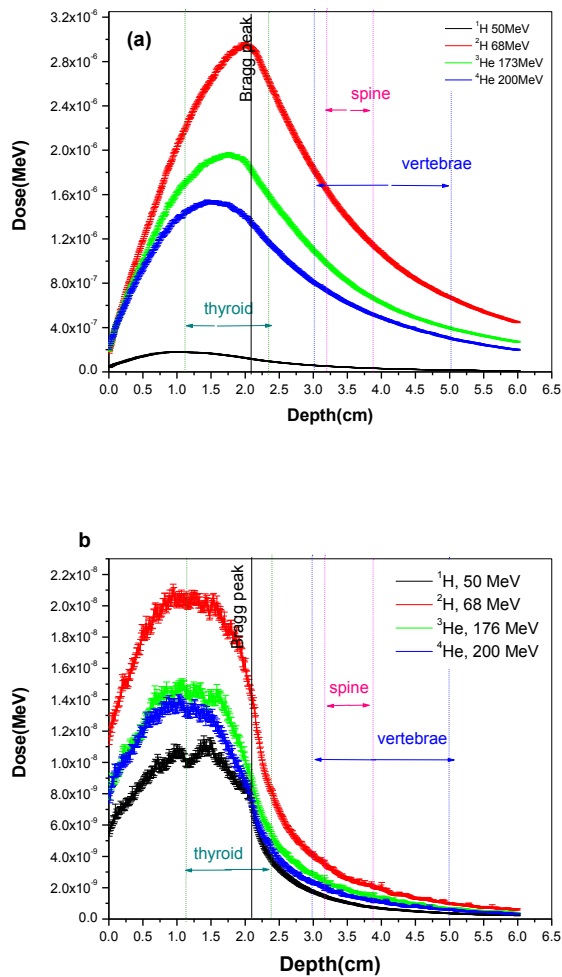 (a)
Bragg peak
¹H 50MeV
²H 68MeV
³He 173MeV
⁴He 200MeV
spine
vertebrae
thyroid
Dose(MeV)
3.2x10⁻⁶
2.8x10⁻⁶
2.4x10⁻⁶
2.0x10⁻⁶
1.6x10⁻⁶
1.2x10⁻⁶
8.0x10⁻⁷
4.0x10⁻⁷
0.0
0.0 0.5 1.0 1.5 2.0 2.5 3.0 3.5 4.0 4.5 5.0 5.5 6.0 6.5
Depth(cm)
b
Bragg peak
¹H, 50 MeV
²H, 68 MeV
³He, 176 MeV
⁴He, 200 MeV
spine
vertebrae
thyroid
Dose(MeV)
2.2x10⁻⁸
2.0x10⁻⁸
1.8x10⁻⁸
1.6x10⁻⁸
1.4x10⁻⁸
1.2x10⁻⁸
1.0x10⁻⁸
8.0x10⁻⁹
6.0x10⁻⁹
4.0x10⁻⁹
2.0x10⁻⁹
0.0
0.0 0.5 1.0 1.5 2.0 2.5 3.0 3.5 4.0 4.5 5.0 5.5 6.0 6.5
Depth(cm)